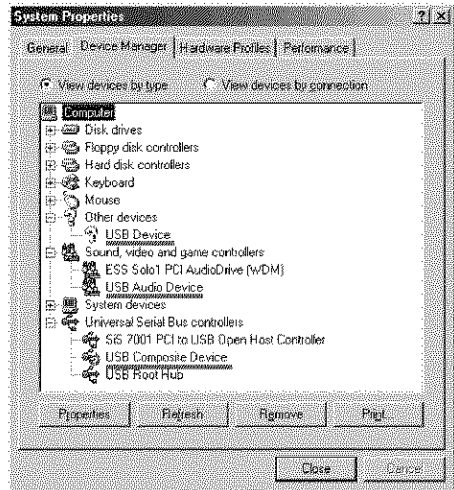 System Properties ? ×
General Device Manager Hardware Profiles Performance
View devices by type View devices by connection
Computer
Disk drives
Floppy disk controllers
Hard disk controllers
Keyboard
Mouse
Other devices
USB Device
Sound, video and game controllers
ESS Solo1 PCI AudioDrive (WDM)
USB Audio Device
System devices
Universal Serial Bus controllers
SiS 7001 PCI to USB Open Host Controller
USB Composite Device
USB Root Hub
Properties Refresh Remove Print...
Close Cancel